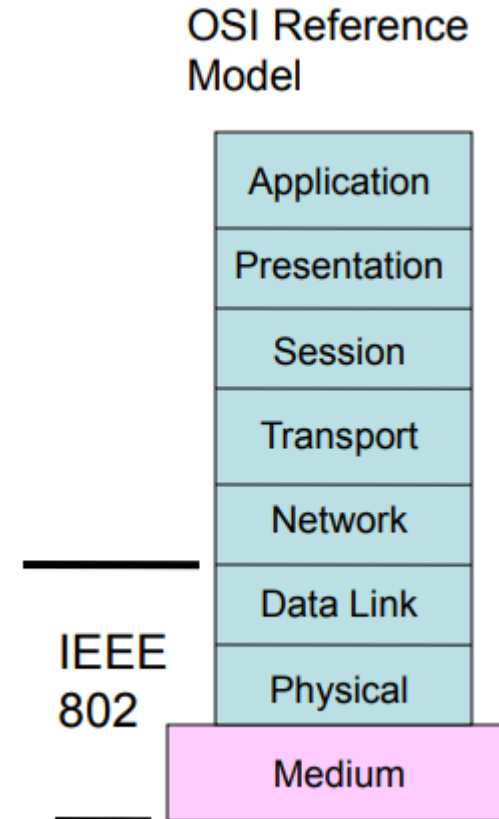 OSI Reference
Model
Application
Presentation
Session
Transport
Network
Data Link
IEEE
802
Physical
Medium